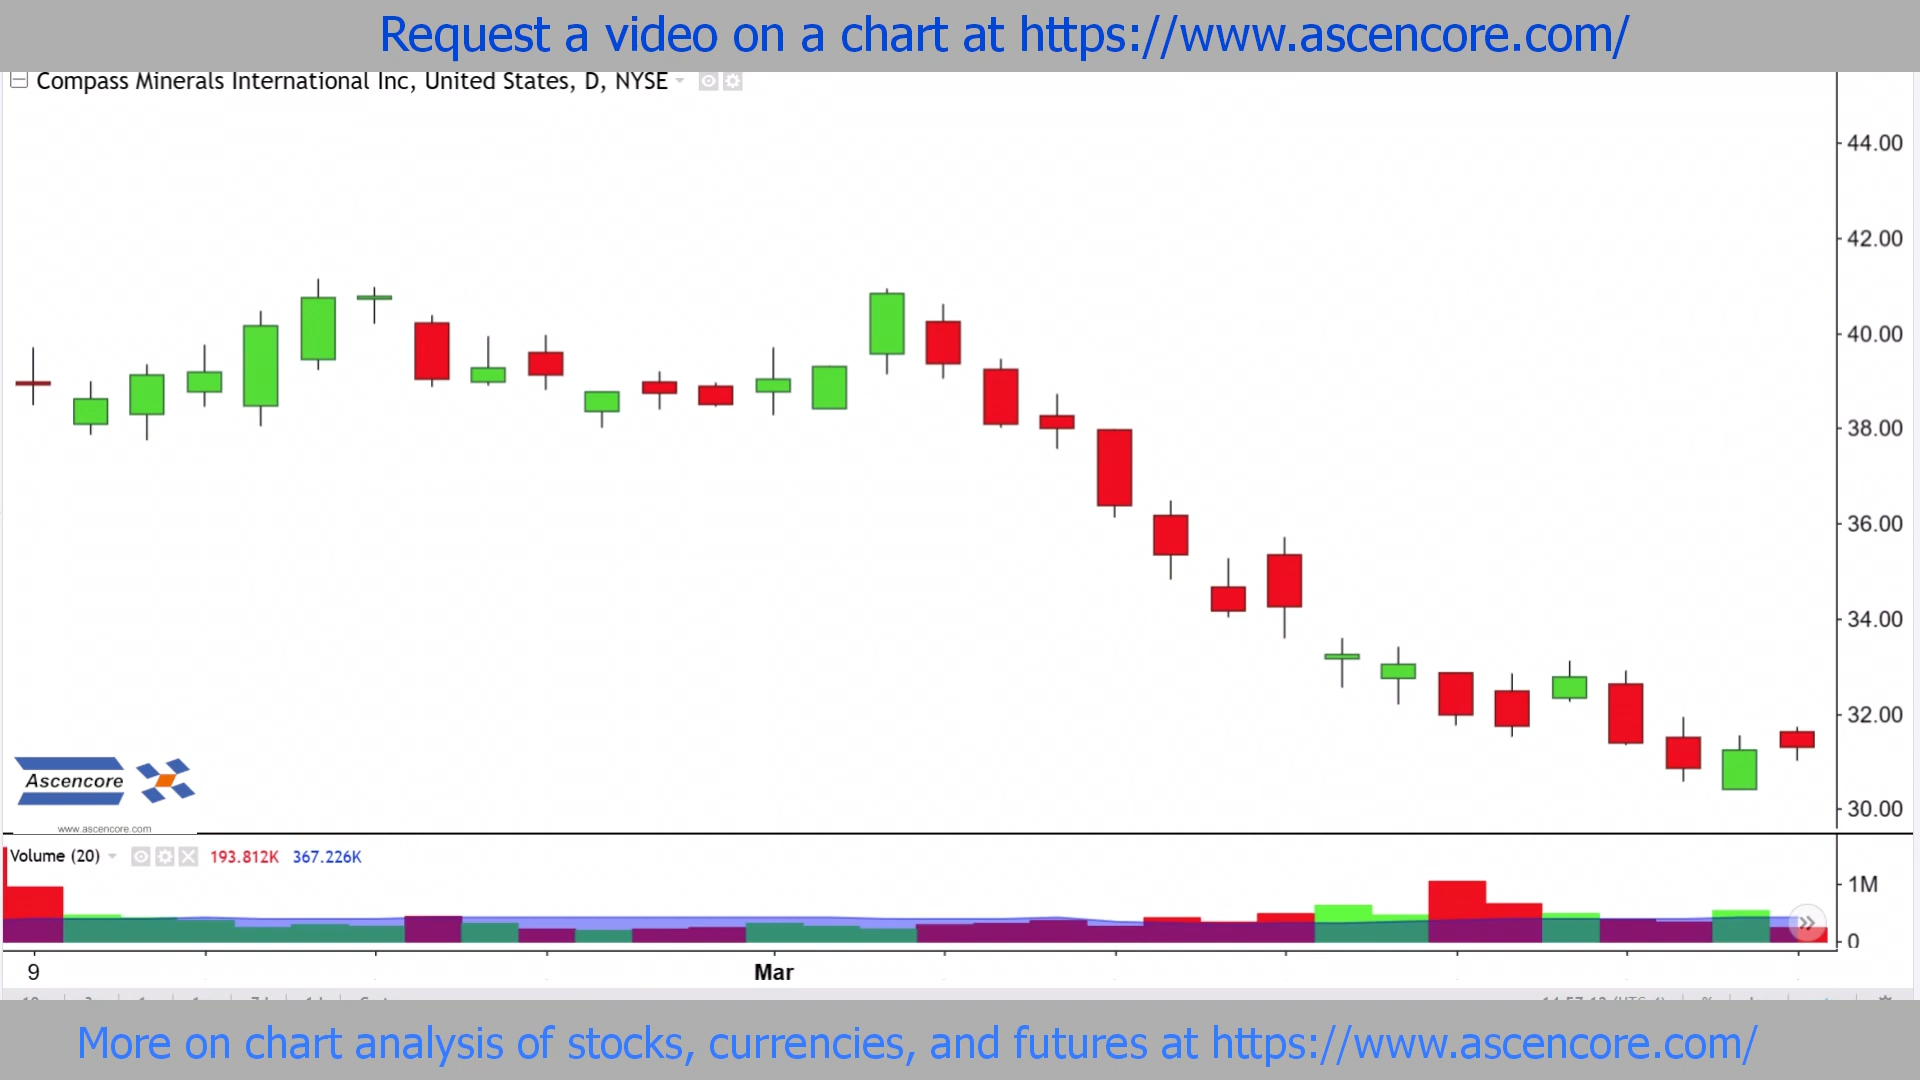 Request a video on a chart at https://www.ascencore.com/
Compass Minerals International Inc, United States, D, NYSE
44.00
42.00
40.00
38.00
36.00
34.00
32.00
30.00
Ascencore
www.ascencore.com
Volume (20) 193.812K 367.226K
1M
0
9 Mar
More on chart analysis of stocks, currencies, and futures at https://www.ascencore.com/